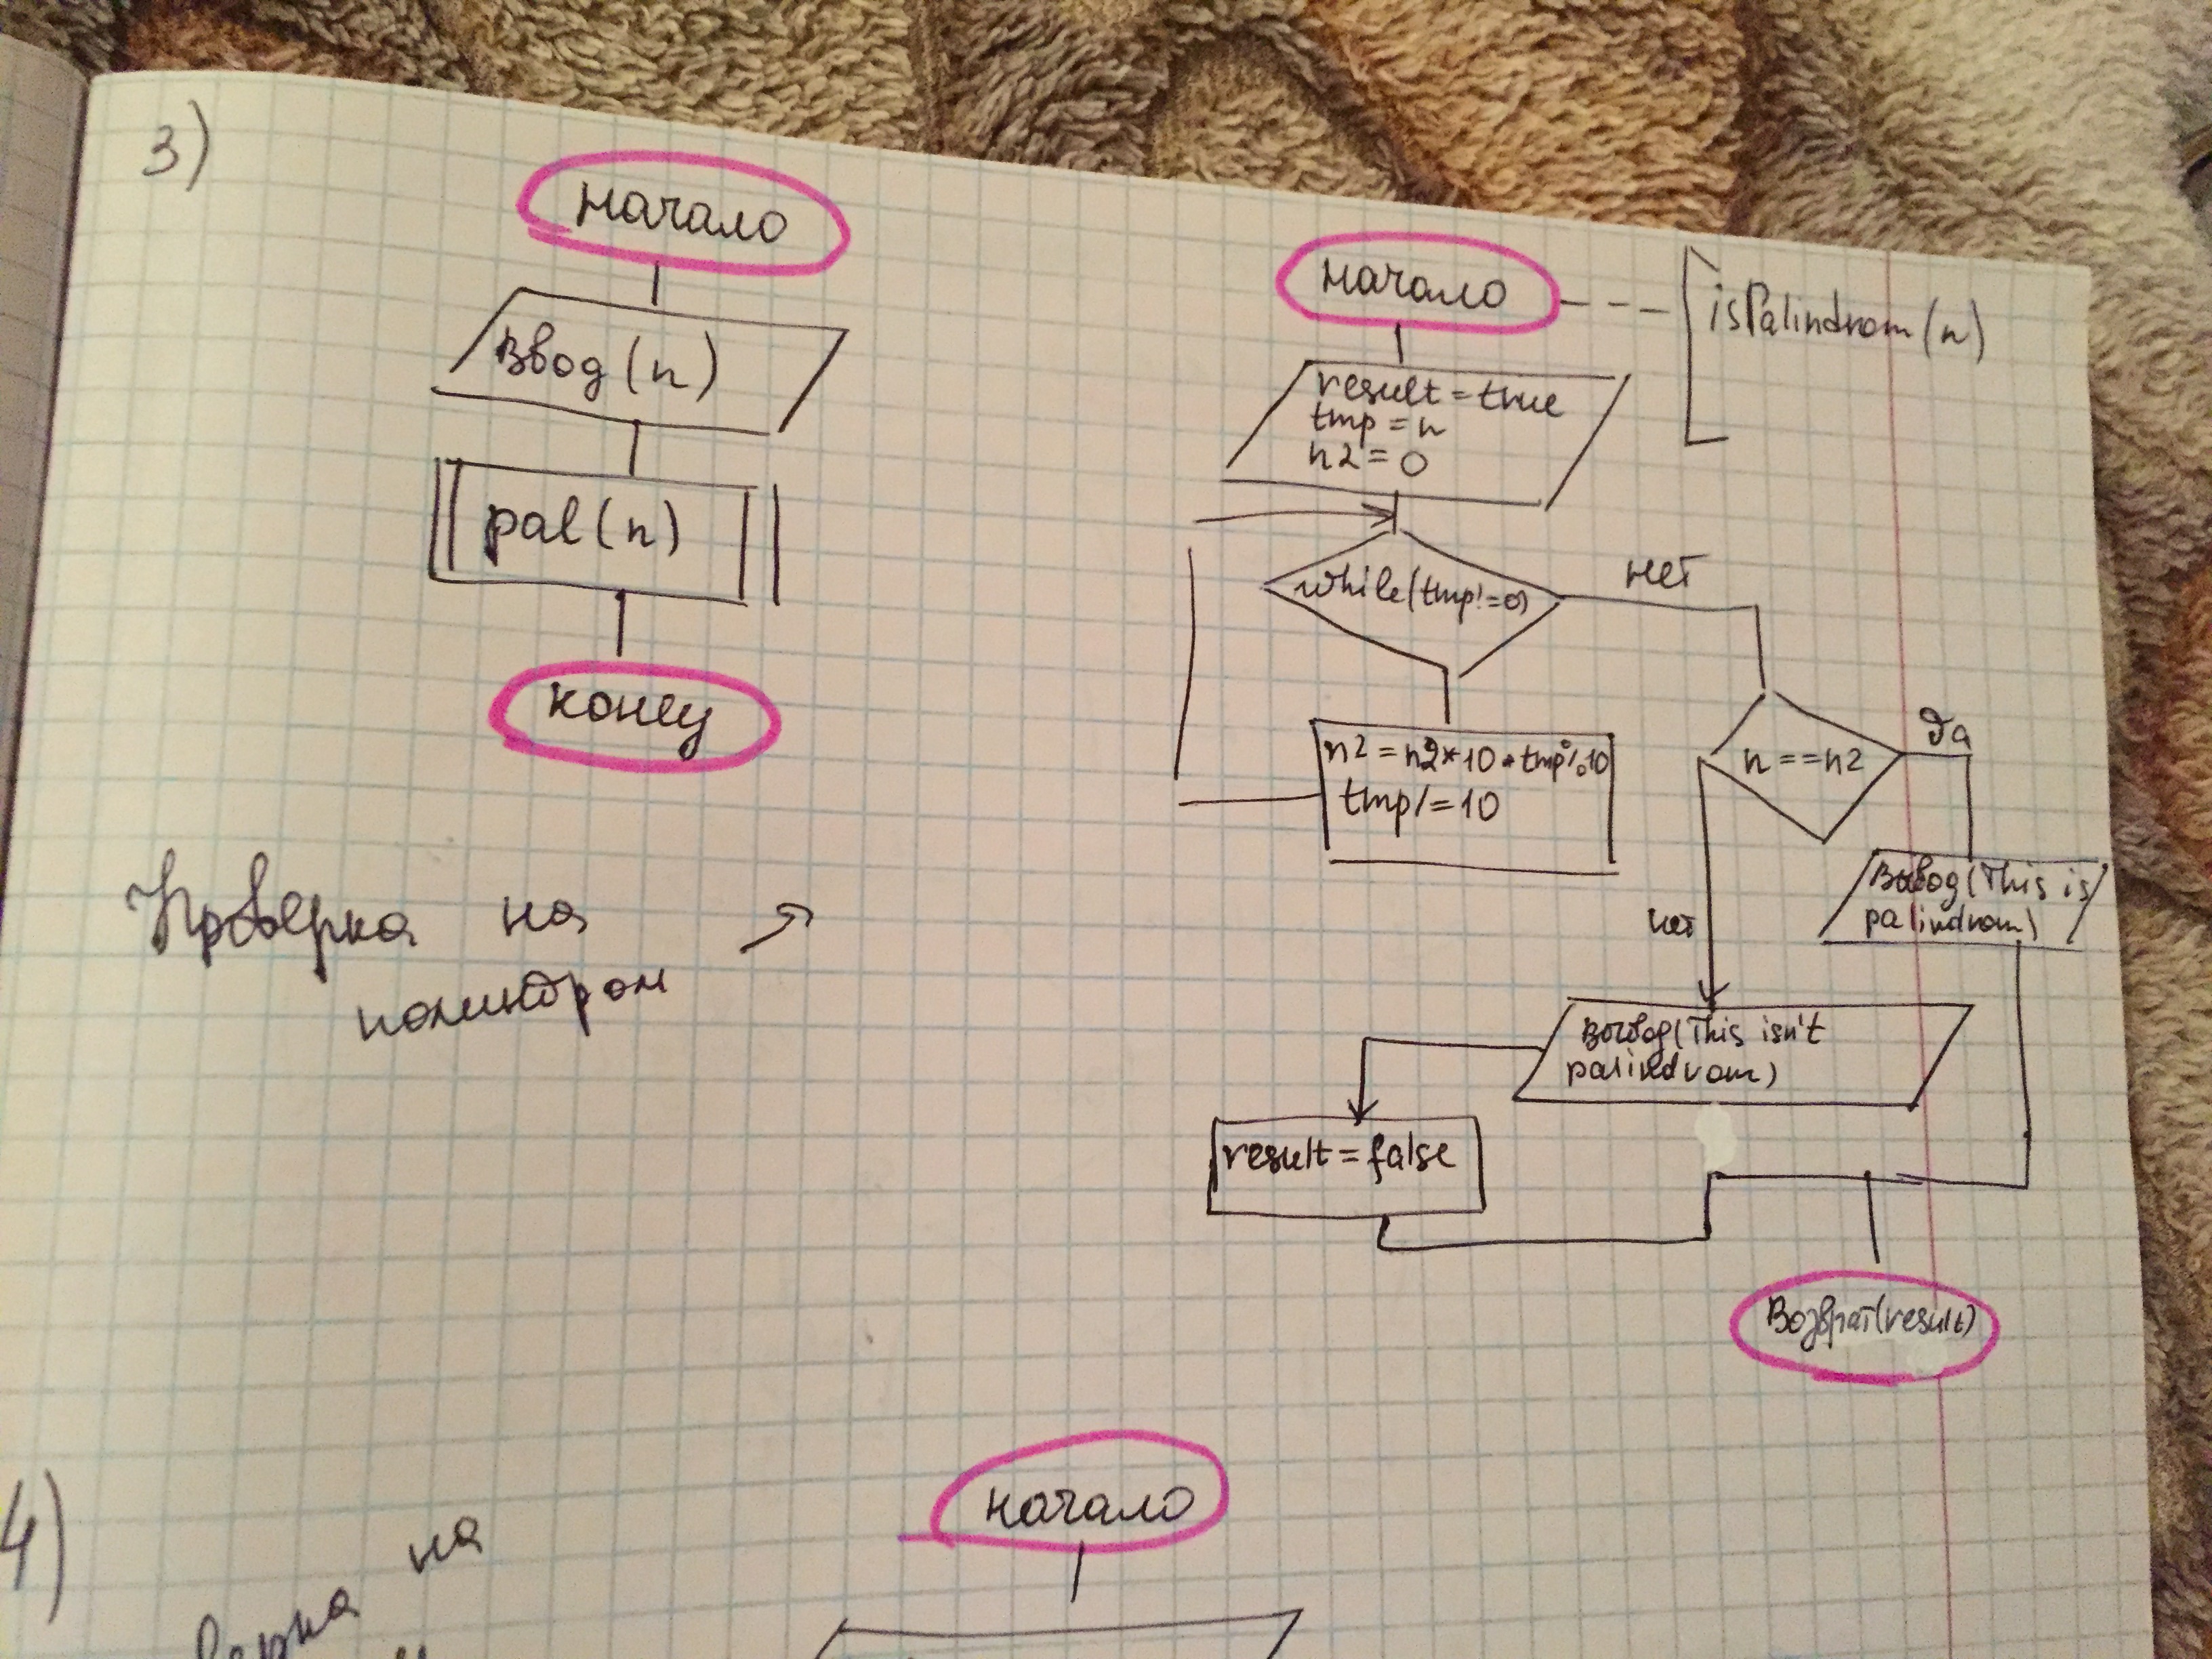 3)
начало
ввод (n)
pal (n)
конец
Проверка на
полиндром
начало
isPalindrom (n)
result = true
tmp = n
n2 = 0
while (tmp! = 0)
нет
n2 = n2 * 10 + tmp%10
tmp/=10
n = = n2
да
нет
вывод (This is
palindrom)
вывод (This isn't
palindrom)
result = false
Возврат (result)
4)
на
начало